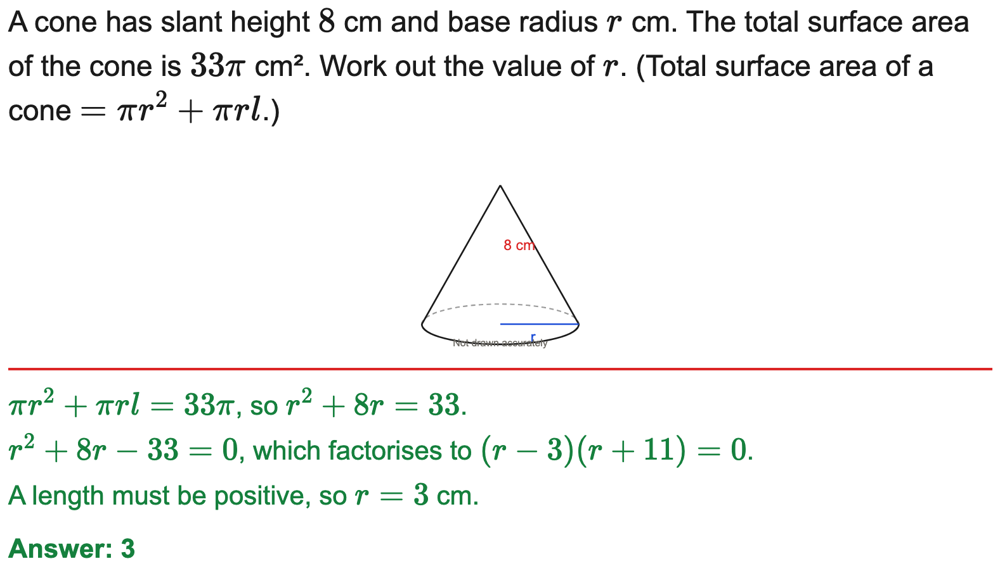 A cone has slant height 8 cm and base radius r cm. The total surface area
of the cone is 33π cm². Work out the value of r. (Total surface area of a
cone = πr² + πrl.)
8 cm
r
Not drawn accurately
πr² + πrl = 33π, so r² + 8r = 33.
r² + 8r − 33 = 0, which factorises to (r − 3)(r + 11) = 0.
A length must be positive, so r = 3 cm.
Answer: 3